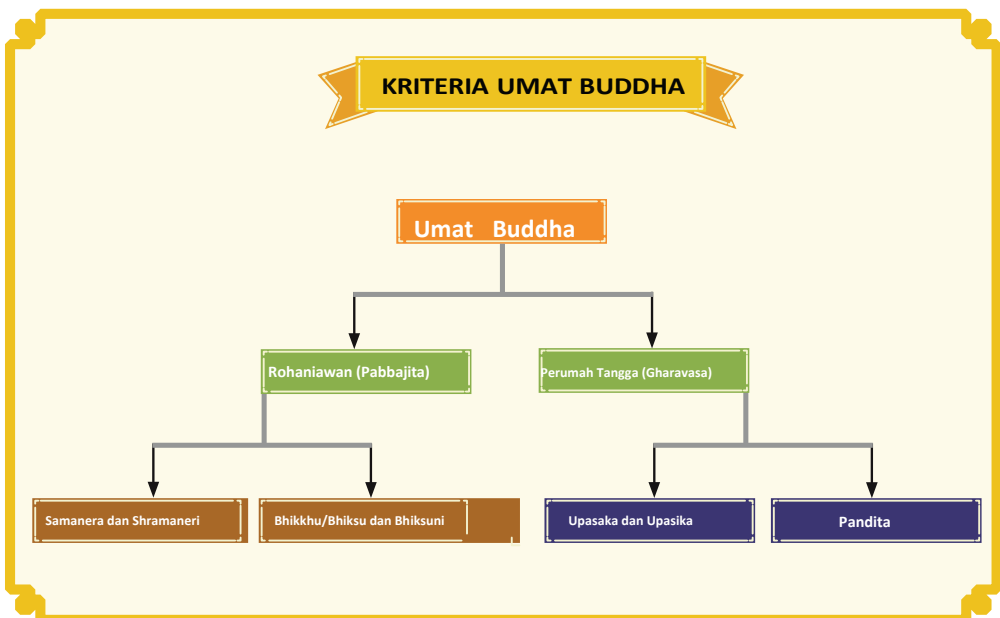 KRITERIA UMAT BUDDHA
Umat Buddha
Rohaniawan (Pabbajita)
Perumah Tangga (Gharavasa)
Samanera dan Shramaneri
Bhikkhu/Bhiksu dan Bhiksuni
Upasaka dan Upasika
Pandita